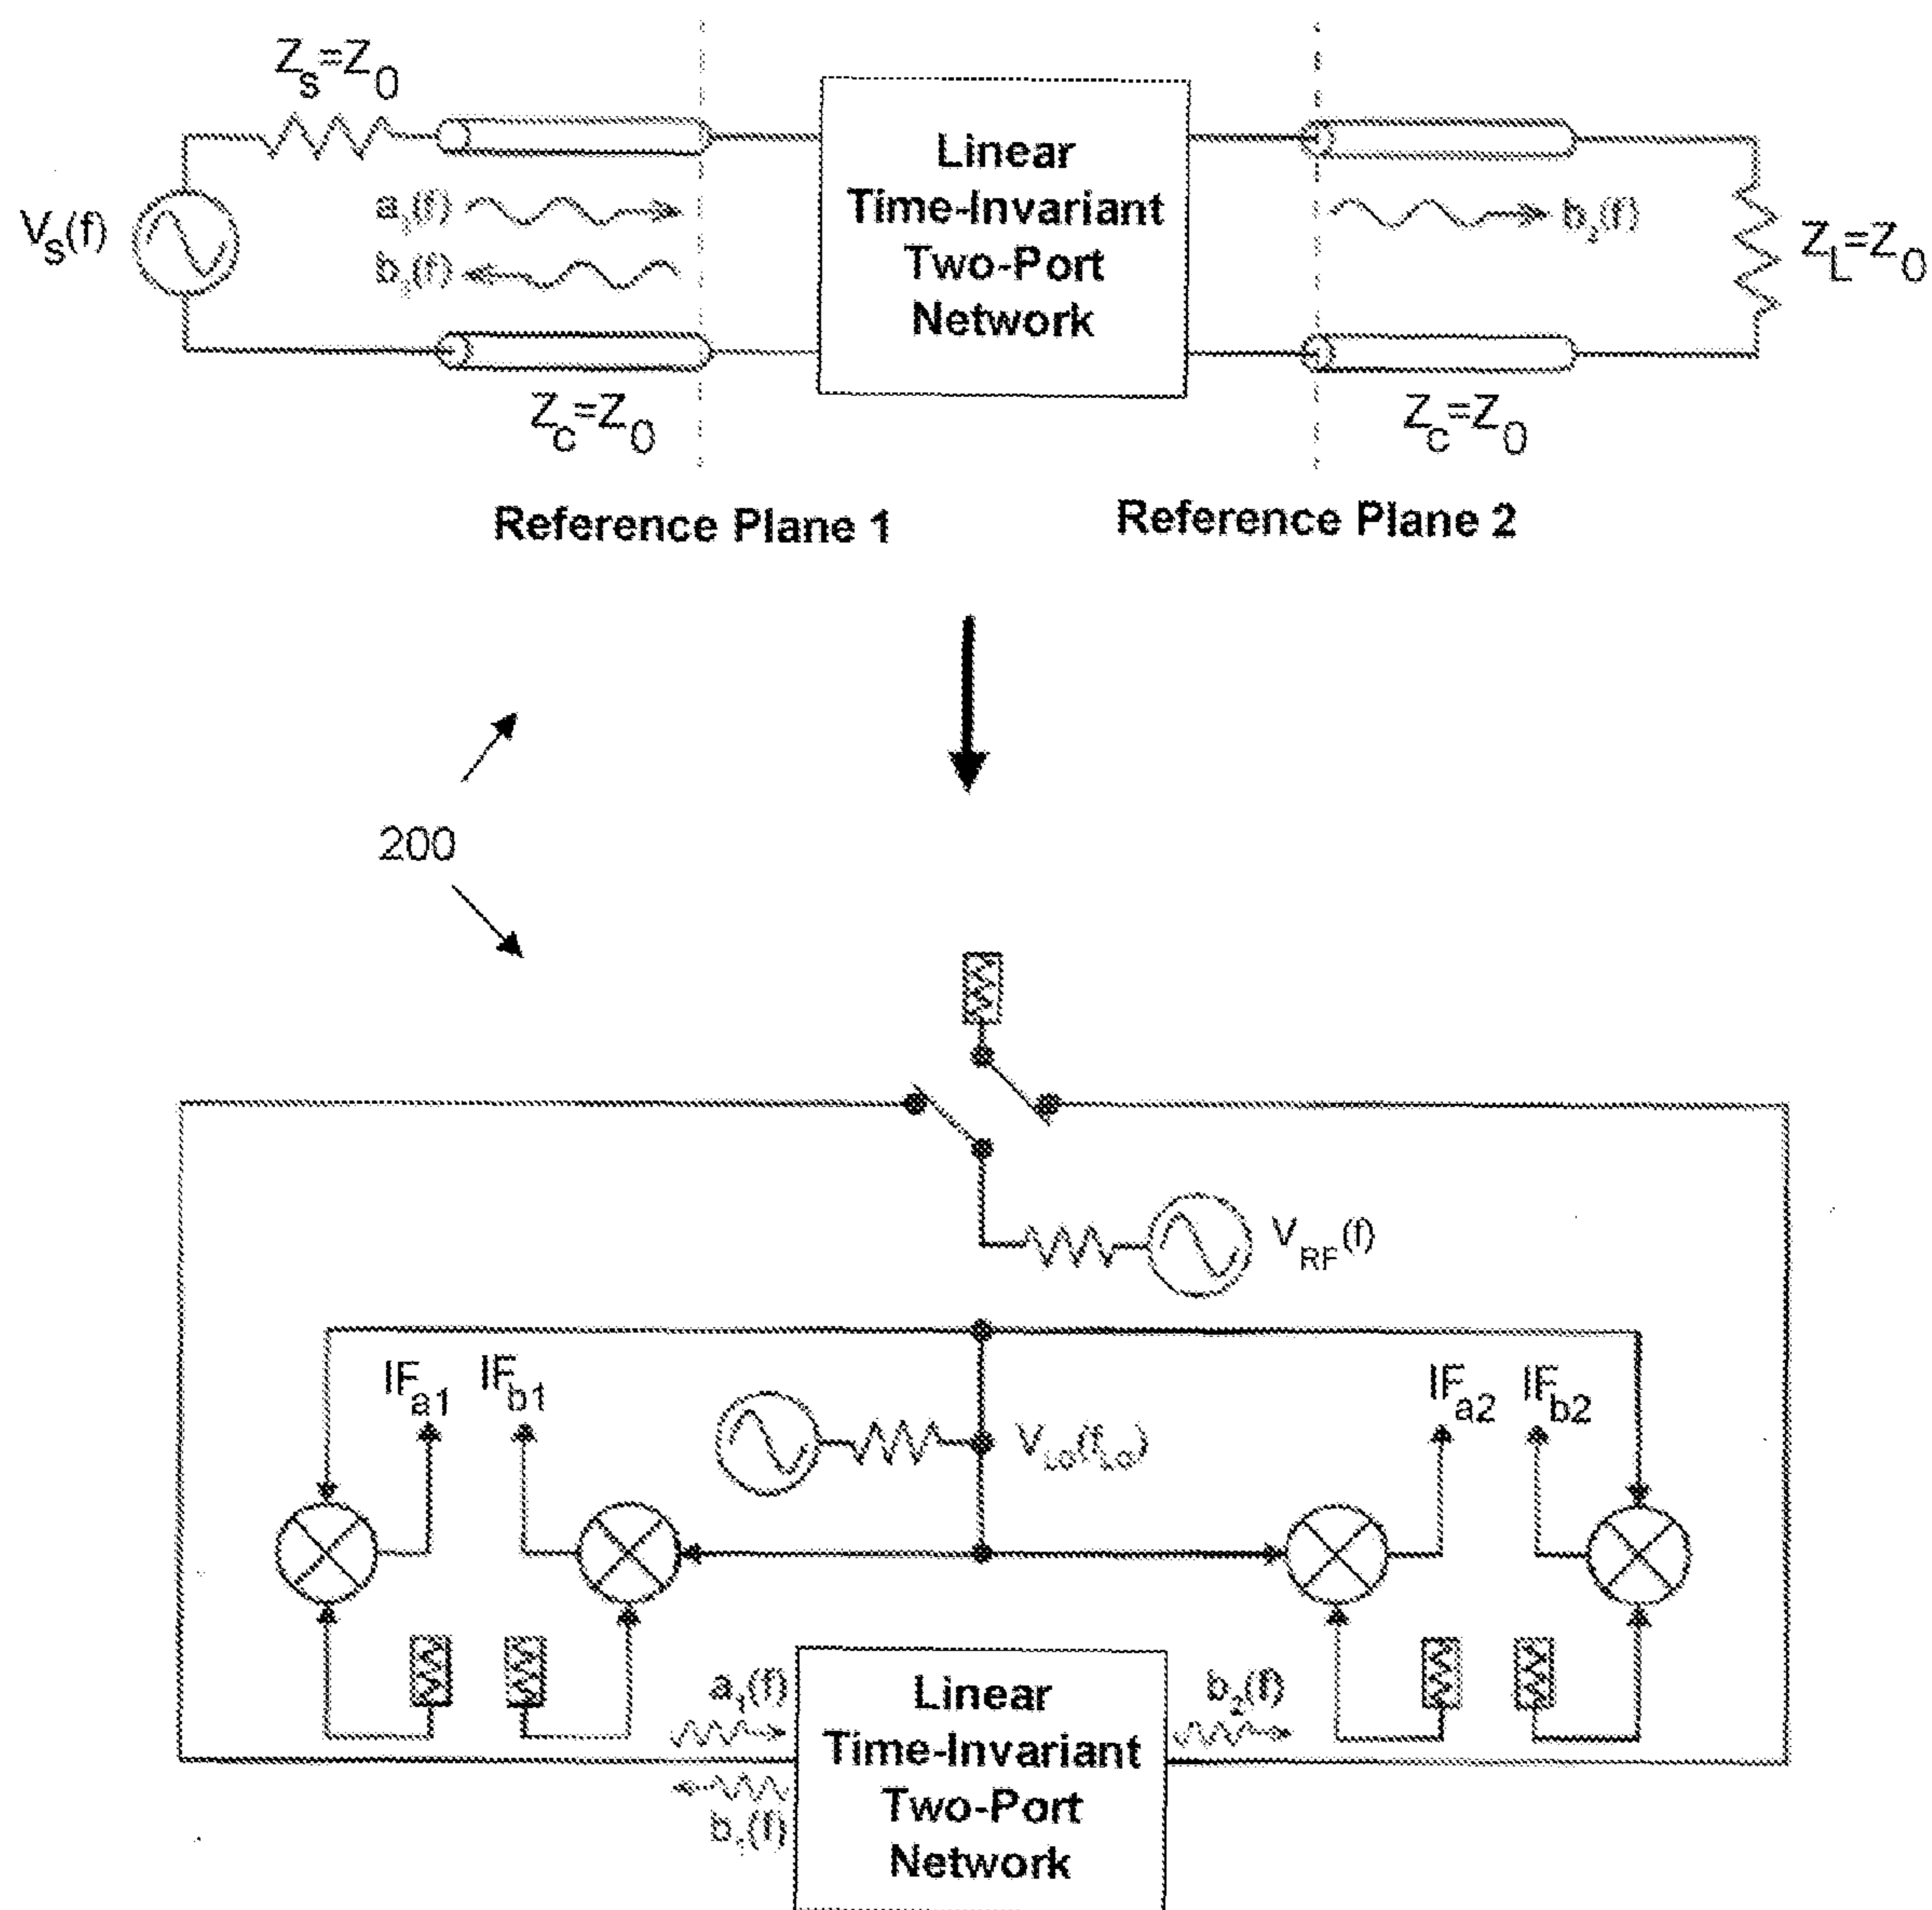 Z_S=Z_0
V_S(f)
a_1(f)
b_1(f)
Linear
Time-Invariant
Two-Port
Network
b_2(f)
Z_L=Z_0
Z_C=Z_0
Z_C=Z_0
Reference Plane 1
Reference Plane 2
200
V_RF(f)
IF_a1
IF_b1
V_LO(f_LO)
IF_a2
IF_b2
a_1(f)
b_1(f)
Linear
Time-Invariant
Two-Port
Network
b_2(f)